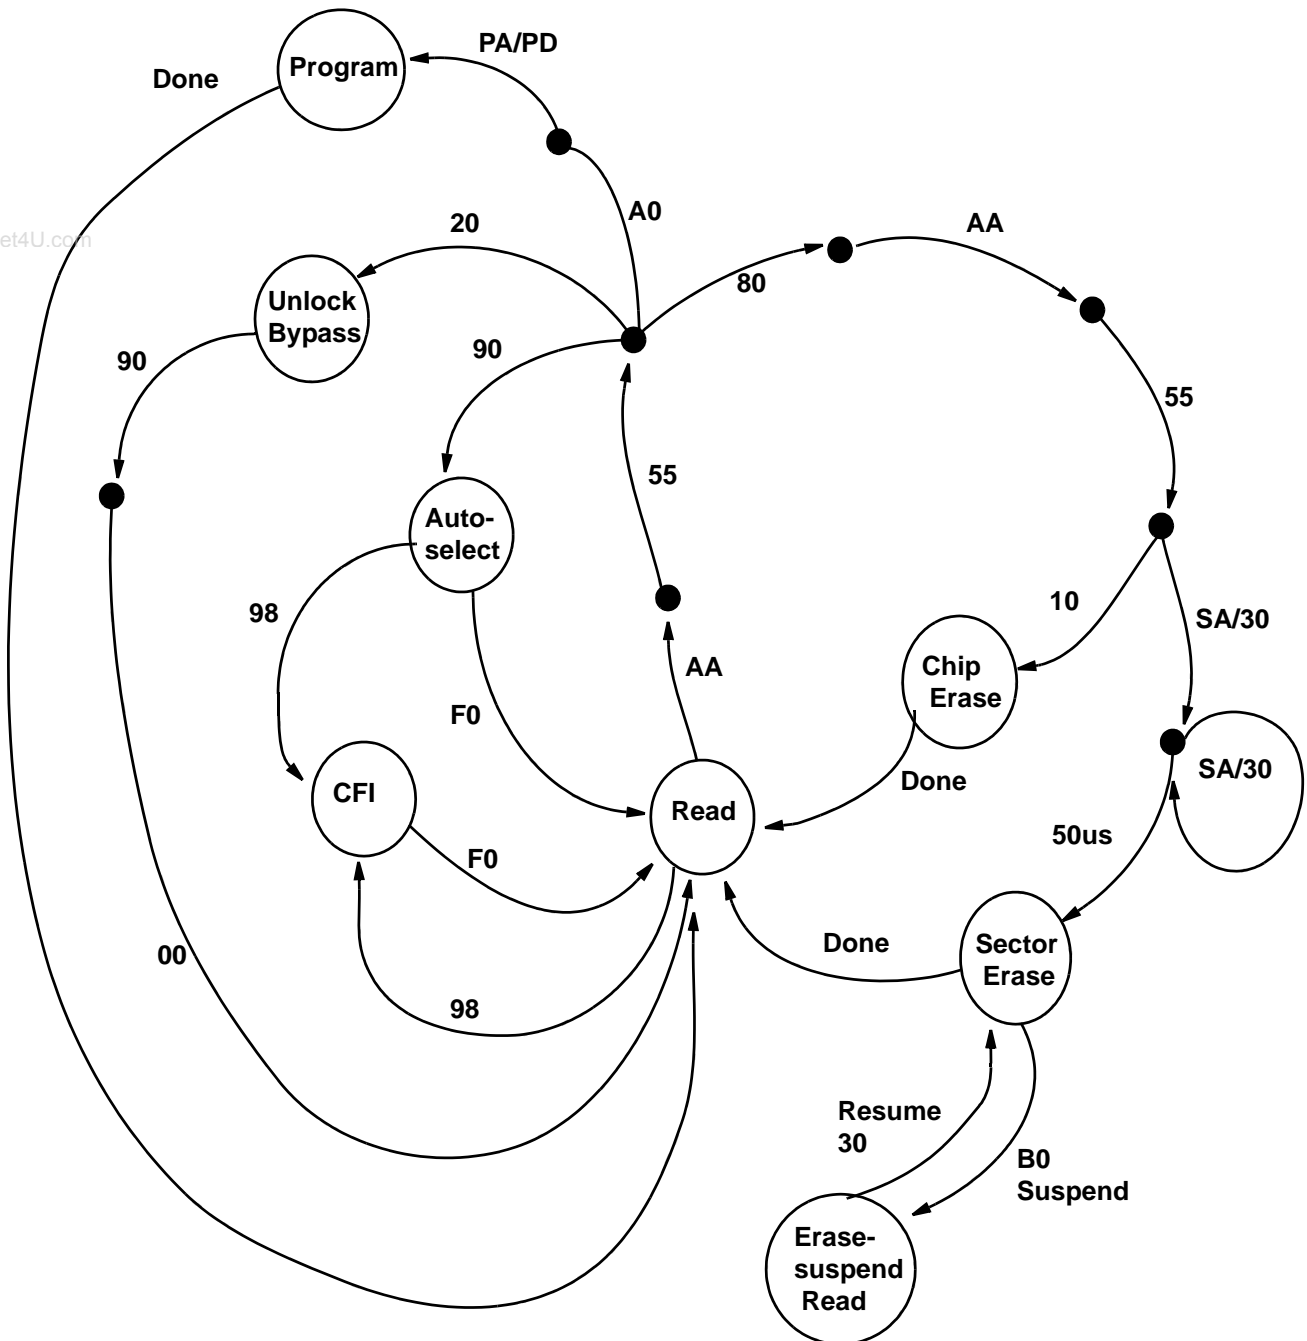 PA/PD
Program
Done
A0
20
AA
et4U.com
80
Unlock
Bypass
90
90
55
55
Auto-
select
98
10
SA/30
AA
Chip
Erase
F0
SA/30
Done
CFI
Read
50us
F0
Done
Sector
Erase
00
98
Resume
30
B0
Suspend
Erase-
suspend
Read